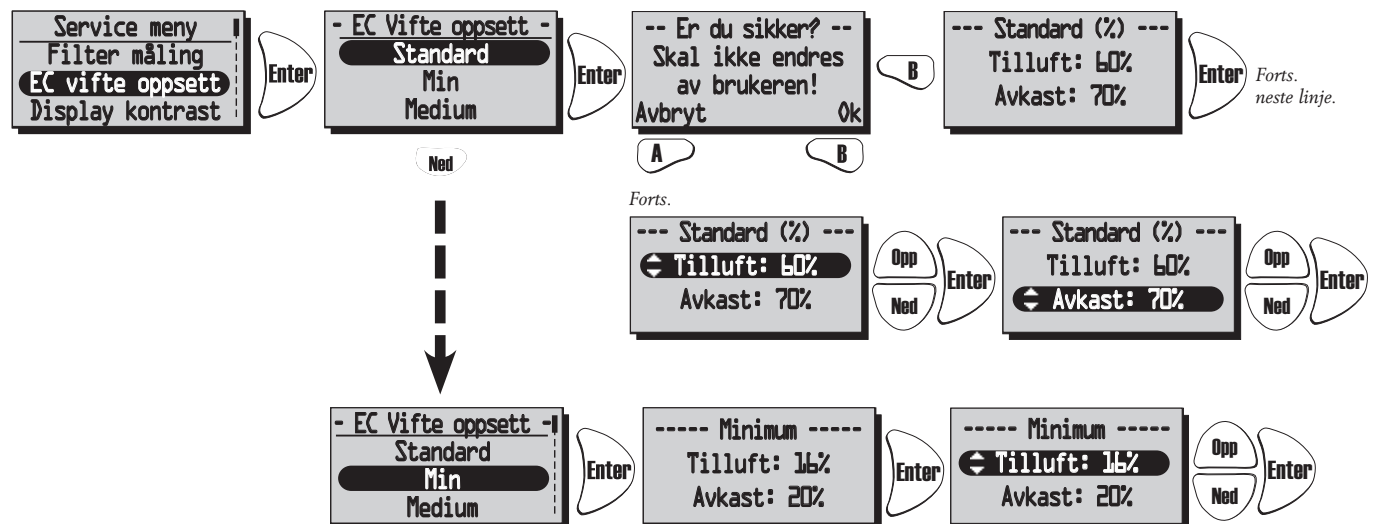 Service meny
Filter måling
EC vifte oppsett
Display kontrast
Enter
- EC Vifte oppsett -
Standard
Min
Medium
Enter
-- Er du sikker? --
Skal ikke endres
av brukeren!
Avbryt Ok
A B
B
--- Standard (%) ---
Tilluft: 60%
Avkast: 70%
Enter
Forts.
neste linje.
Ned
Forts.
--- Standard (%) ---
Tilluft: 60%
Avkast: 70%
Opp
Ned
Enter
--- Standard (%) ---
Tilluft: 60%
Avkast: 70%
Opp
Ned
Enter
- EC Vifte oppsett -
Standard
Min
Medium
Enter
----- Minimum -----
Tilluft: 16%
Avkast: 20%
Enter
----- Minimum -----
Tilluft: 16%
Avkast: 20%
Opp
Ned
Enter